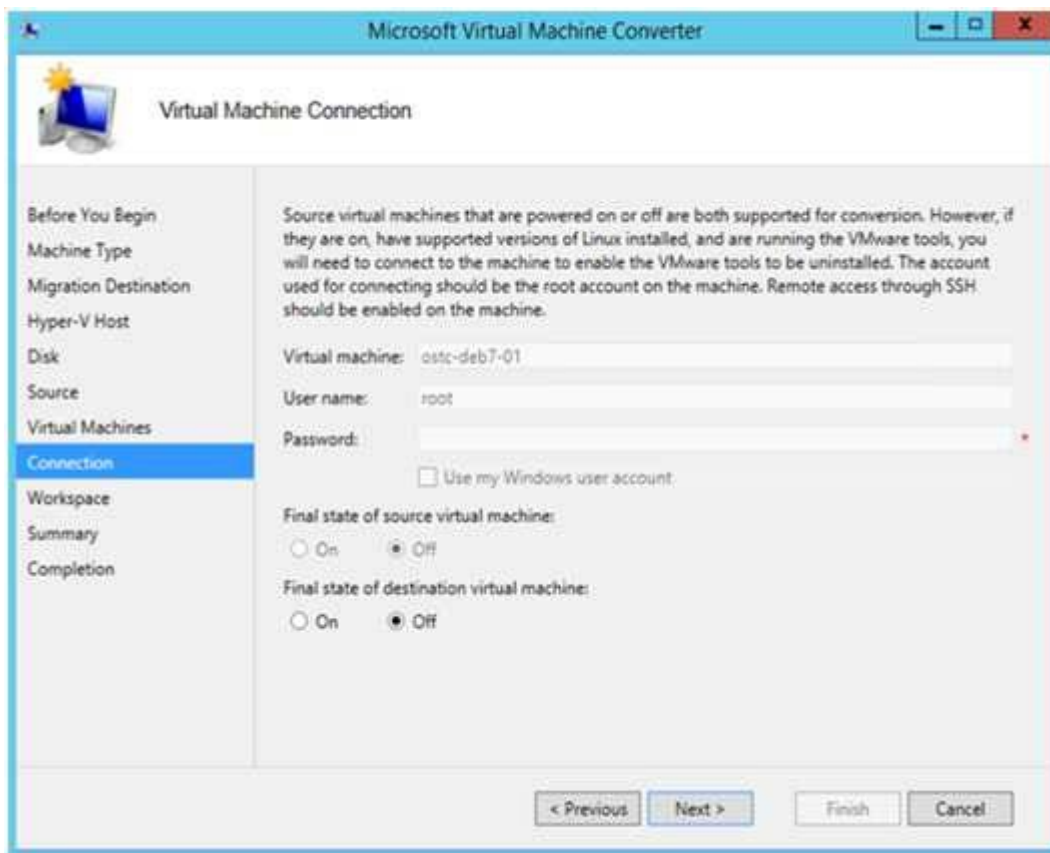 Microsoft Virtual Machine Converter
Virtual Machine Connection
Before You Begin
Machine Type
Migration Destination
Hyper-V Host
Disk
Source
Virtual Machines
Connection
Workspace
Summary
Completion
Source virtual machines that are powered on or off are both supported for conversion. However, if
they are on, have supported versions of Linux installed, and are running the VMware tools, you
will need to connect to the machine to enable the VMware tools to be uninstalled. The account
used for connecting should be the root account on the machine. Remote access through SSH
should be enabled on the machine.
Virtual machine: ostc-deb7-01
User name: root
Password: *
Use my Windows user account
Final state of source virtual machine:
On Off
Final state of destination virtual machine:
On Off
< Previous Next > Finish Cancel